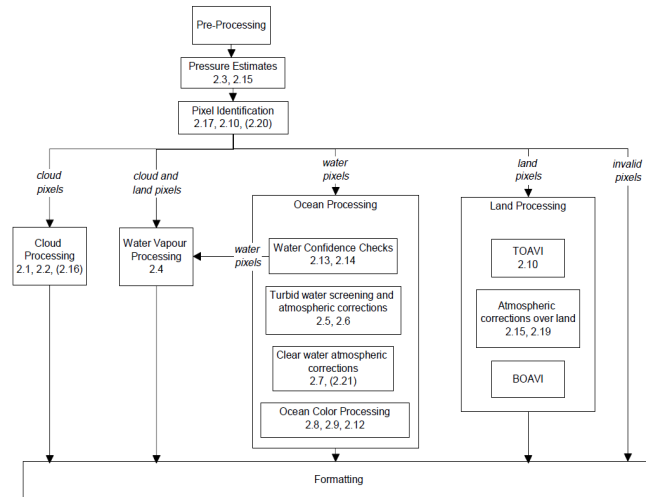 Pre-Processing
Pressure Estimates
2.3, 2.15
Pixel Identification
2.17, 2.10, (2.20)
cloud
pixels
cloud and
land pixels
water
pixels
land
pixels
invalid
pixels
Cloud
Processing
2.1, 2.2, (2.16)
Water Vapour
Processing
2.4
water
pixels
Ocean Processing
Water Confidence Checks
2.13, 2.14
Turbid water screening and
atmospheric corrections
2.5, 2.6
Clear water atmospheric
corrections
2.7, (2.21)
Ocean Color Processing
2.8, 2.9, 2.12
Land Processing
TOAVI
2.10
Atmospheric
corrections over land
2.15, 2.19
BOAVI
Formatting